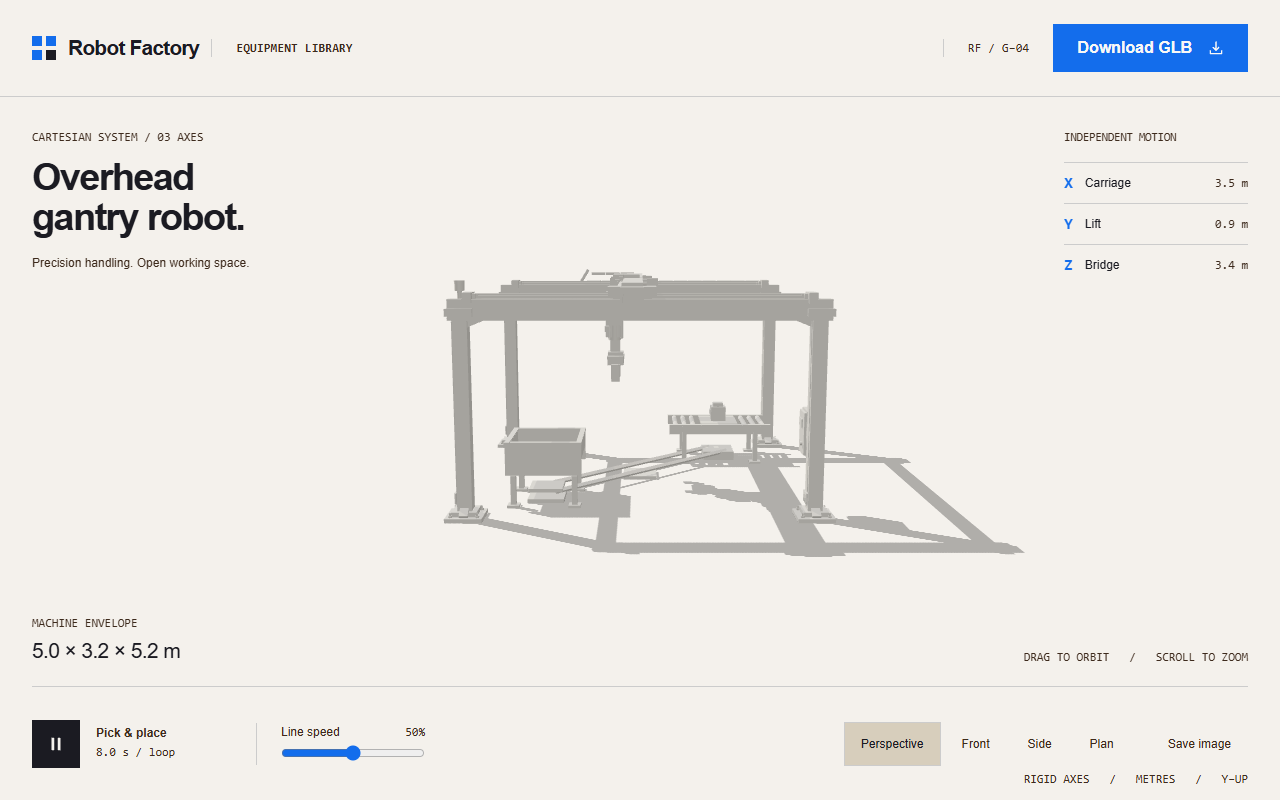 Robot Factory
EQUIPMENT LIBRARY
RF / G-04
Download GLB
CARTESIAN SYSTEM / 03 AXES
Overhead
gantry robot.
Precision handling. Open working space.
INDEPENDENT MOTION
X Carriage 3.5 m
Y Lift 0.9 m
Z Bridge 3.4 m
MACHINE ENVELOPE
5.0 × 3.2 × 5.2 m
DRAG TO ORBIT / SCROLL TO ZOOM
Pick & place
8.0 s / loop
Line speed 50%
Perspective Front Side Plan Save image
RIGID AXES / METRES / Y-UP